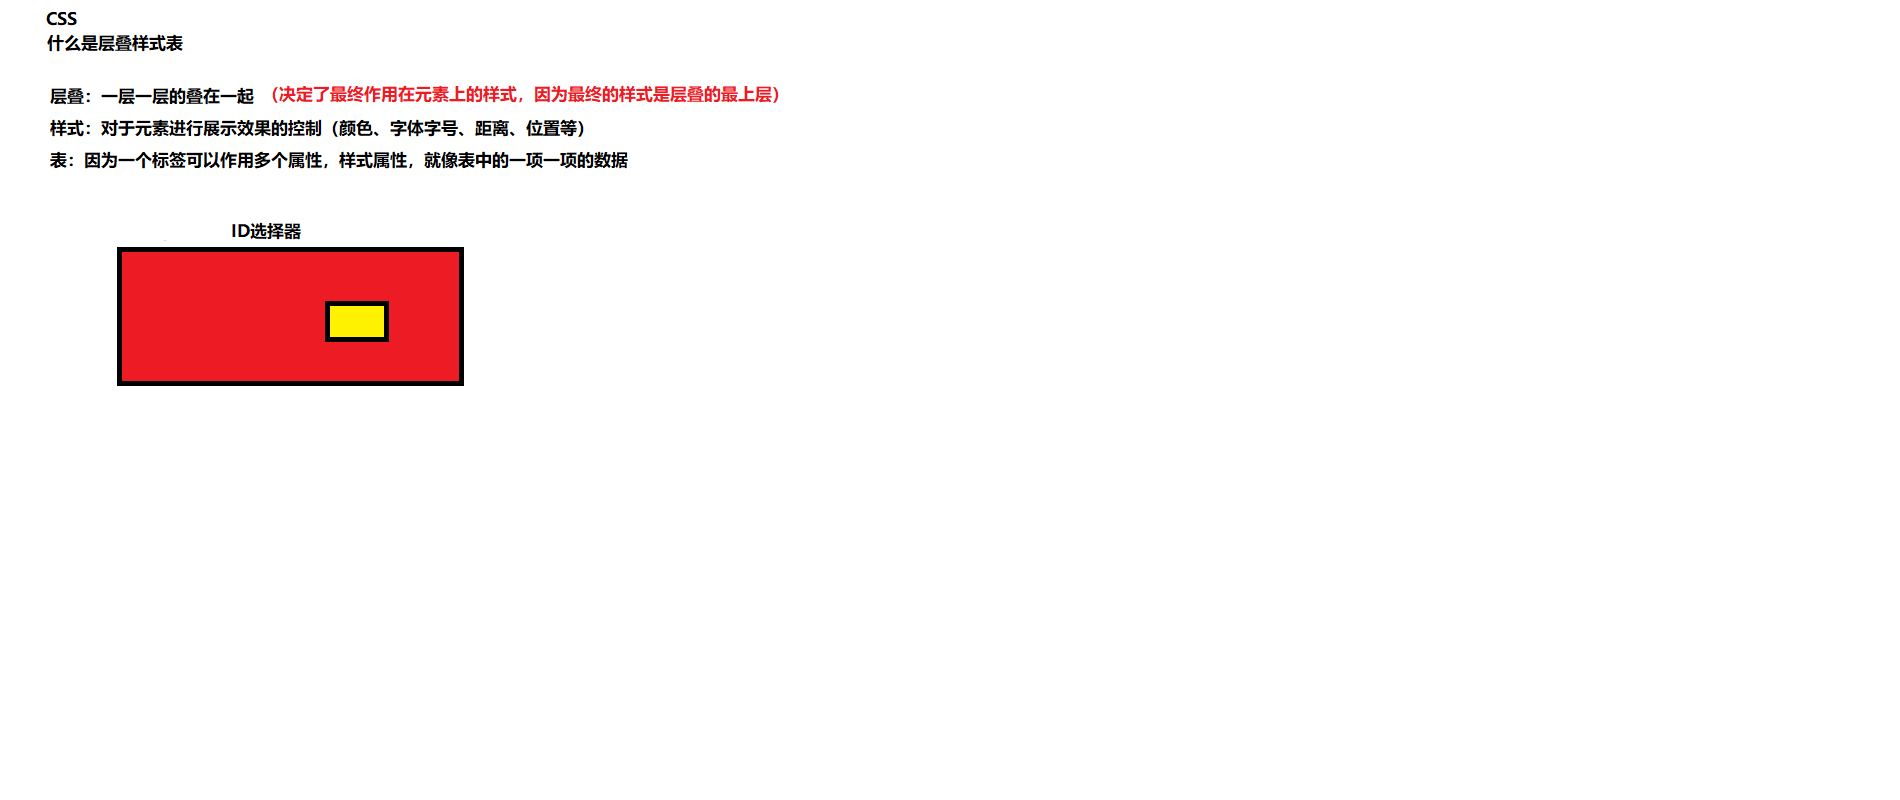 CSS
什么是层叠样式表
层叠：一层一层的叠在一起 （决定了最终作用在元素上的样式，因为最终的样式是层叠的最上层）
样式：对于元素进行展示效果的控制（颜色、字体字号、距离、位置等）
表：因为一个标签可以作用多个属性，样式属性，就像表中的一项一项的数据
ID选择器